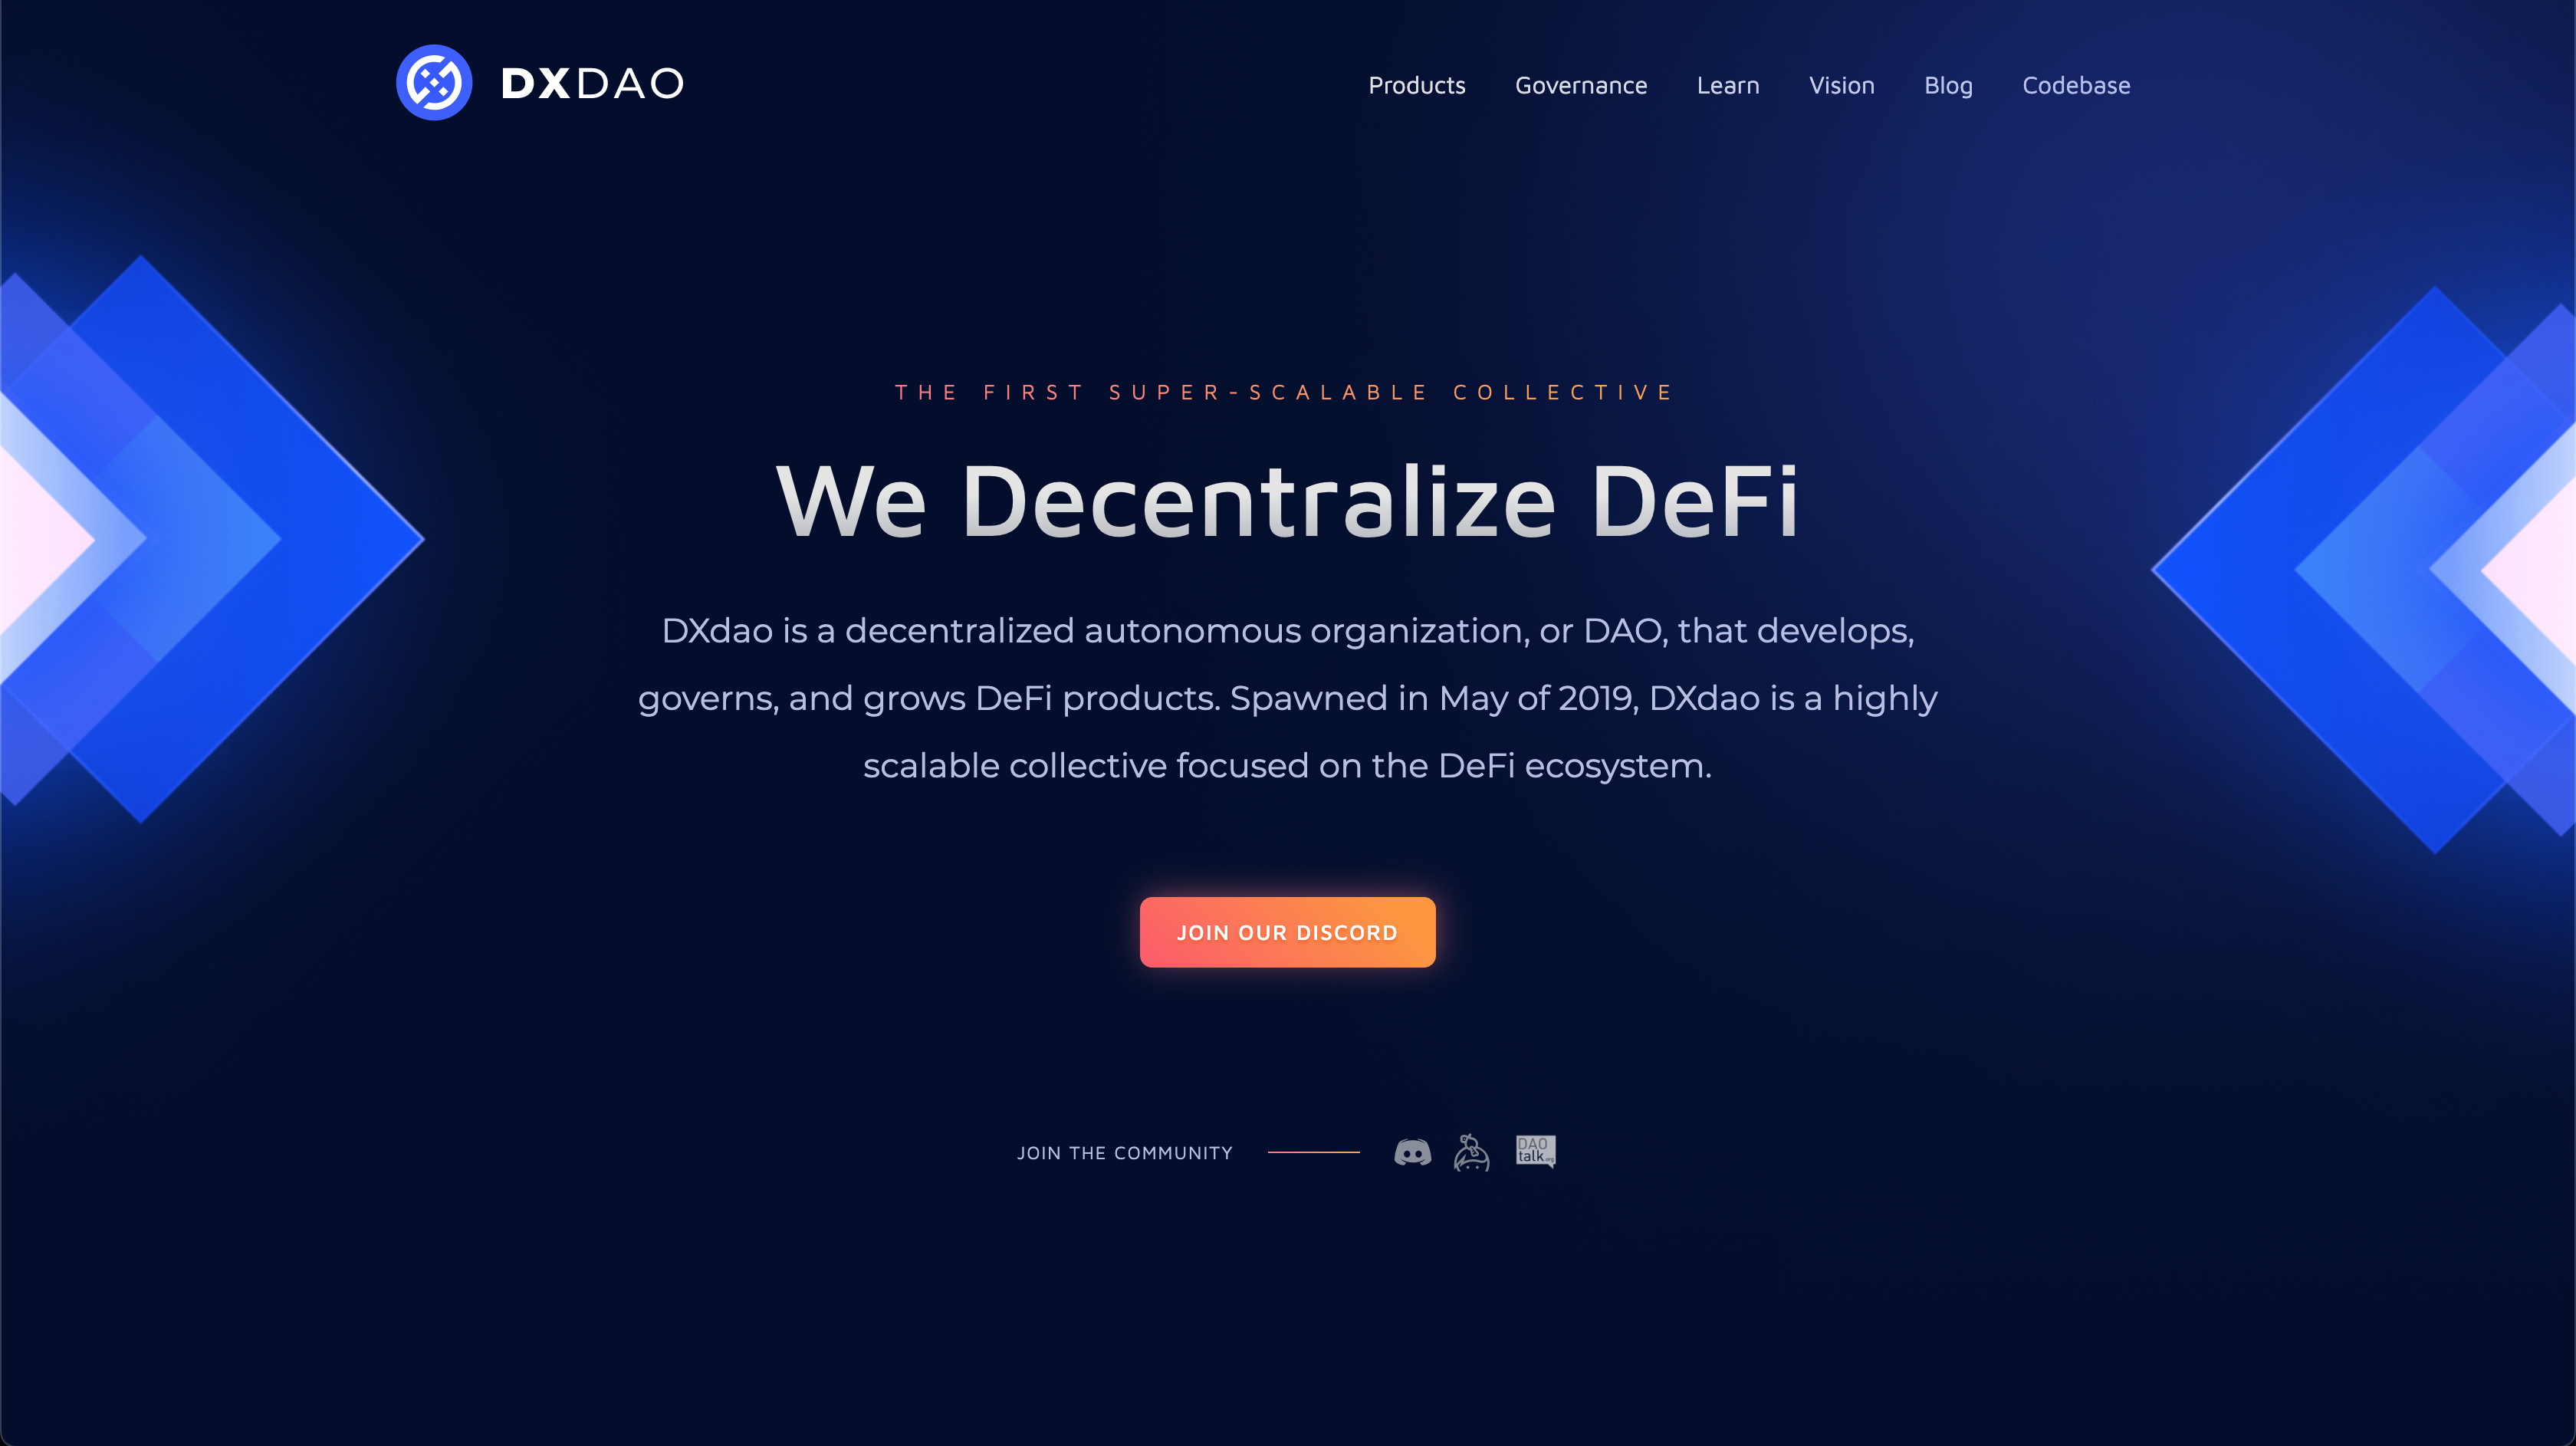 DXDAO
Products Governance Learn Vision Blog Codebase
THE FIRST SUPER-SCALABLE COLLECTIVE
We Decentralize DeFi
DXdao is a decentralized autonomous organization, or DAO, that develops,
governs, and grows DeFi products. Spawned in May of 2019, DXdao is a highly
scalable collective focused on the DeFi ecosystem.
JOIN OUR DISCORD
JOIN THE COMMUNITY
DAO
talk.org